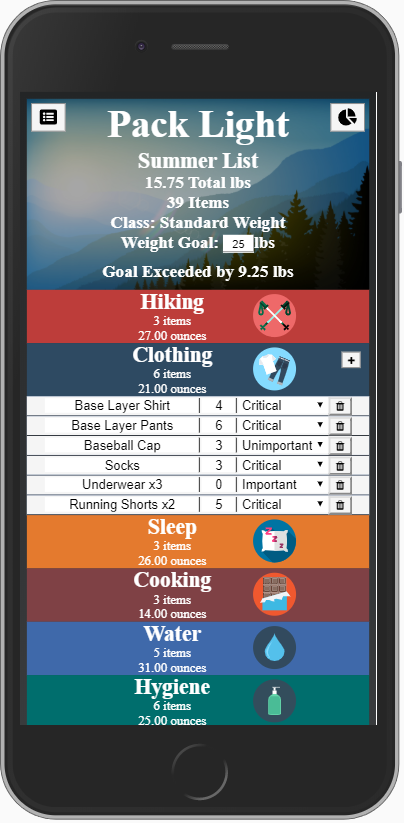 Pack Light
Summer List
15.75 Total lbs
39 Items
Class: Standard Weight
Weight Goal: 25 lbs
Goal Exceeded by 9.25 lbs
Hiking
3 items
27.00 ounces
Clothing
6 items
21.00 ounces
+
Base Layer Shirt | 4 | Critical
Base Layer Pants | 6 | Critical
Baseball Cap | 3 | Unimportant
Socks | 3 | Critical
Underwear x3 | 0 | Important
Running Shorts x2 | 5 | Critical
Sleep
3 items
26.00 ounces
z z z
Cooking
3 items
14.00 ounces
Water
5 items
31.00 ounces
Hygiene
6 items
25.00 ounces